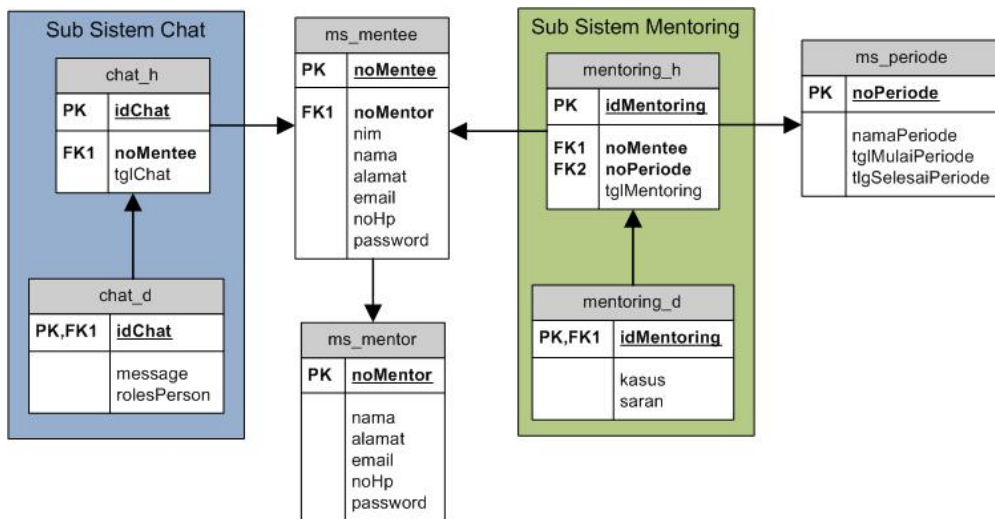 Sub Sistem Chat
chat_h
PK idChat
FK1 noMentee
tglChat
chat_d
PK,FK1 idChat
message
rolesPerson
ms_mentee
PK noMentee
FK1 noMentor
nim
nama
alamat
email
noHp
password
ms_mentor
PK noMentor
nama
alamat
email
noHp
password
Sub Sistem Mentoring
mentoring_h
PK idMentoring
FK1 noMentee
FK2 noPeriode
tglMentoring
mentoring_d
PK,FK1 idMentoring
kasus
saran
ms_periode
PK noPeriode
namaPeriode
tglMulaiPeriode
tlgSelesaiPeriode